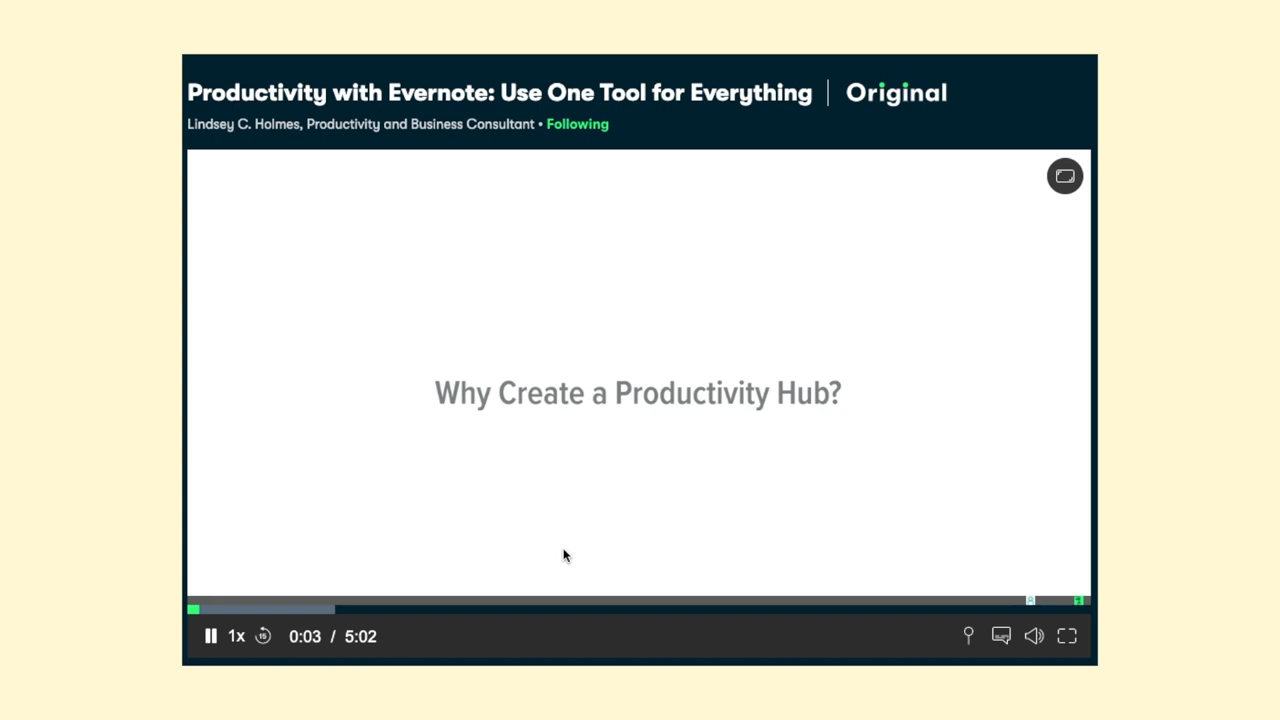 Productivity with Evernote: Use One Tool for Everything | Original
Lindsey C. Holmes, Productivity and Business Consultant • Following
Why Create a Productivity Hub?
1x 15 0:03 / 5:02